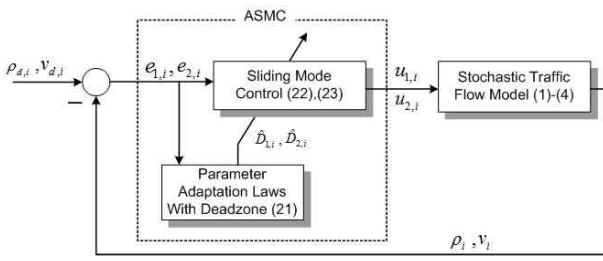 ASMC
ρ_{d,i} , v_{d,i}
−
e_{1,i}, e_{2,i}
Sliding Mode
Control (22),(23)
u_{1,i}
u_{2,i}
Stochastic Traffic
Flow Model (1)-(4)
D̂_{1,i} , D̂_{2,i}
Parameter
Adaptation Laws
With Deadzone (21)
ρ_i , v_i